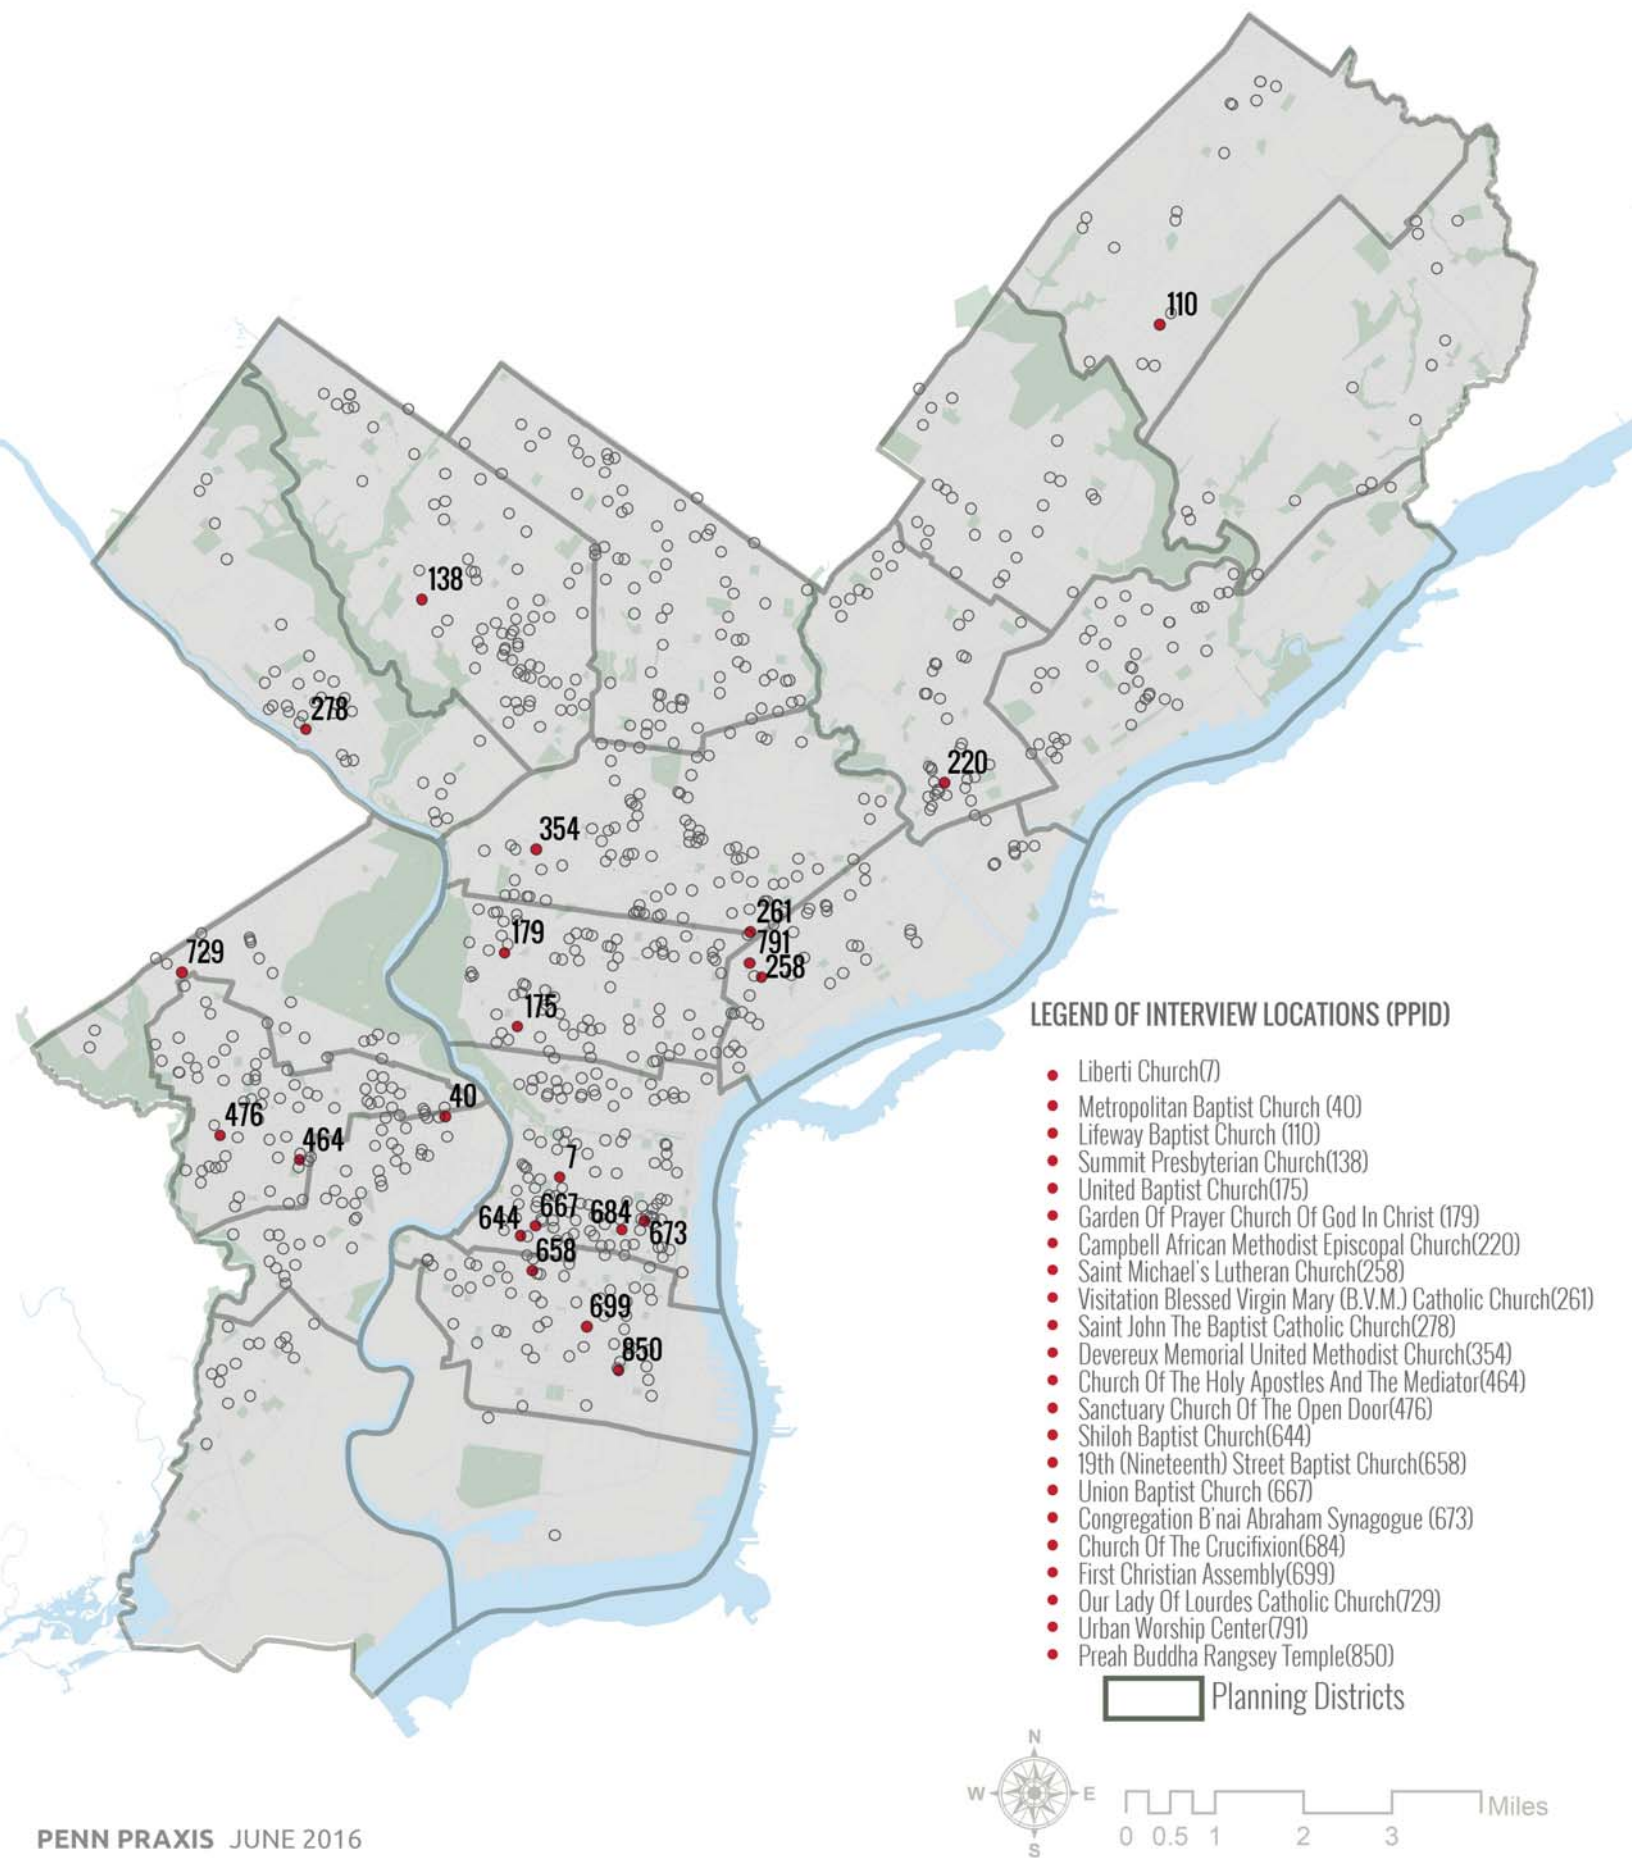 110
138
278
220
354
261
179
791
258
729
175
40
476
464
7
667
684
644
673
658
699
850
LEGEND OF INTERVIEW LOCATIONS (PPID)
Liberti Church(7)
Metropolitan Baptist Church (40)
Lifeway Baptist Church (110)
Summit Presbyterian Church(138)
United Baptist Church(175)
Garden Of Prayer Church Of God In Christ (179)
Campbell African Methodist Episcopal Church(220)
Saint Michael's Lutheran Church(258)
Visitation Blessed Virgin Mary (B.V.M.) Catholic Church(261)
Saint John The Baptist Catholic Church(278)
Devereux Memorial United Methodist Church(354)
Church Of The Holy Apostles And The Mediator(464)
Sanctuary Church Of The Open Door(476)
Shiloh Baptist Church(644)
19th (Nineteenth) Street Baptist Church(658)
Union Baptist Church (667)
Congregation B'nai Abraham Synagogue (673)
Church Of The Crucifixion(684)
First Christian Assembly(699)
Our Lady Of Lourdes Catholic Church(729)
Urban Worship Center(791)
Preah Buddha Rangsey Temple(850)
Planning Districts
N
W E
S
Miles
0 0.5 1 2 3
PENN PRAXIS JUNE 2016